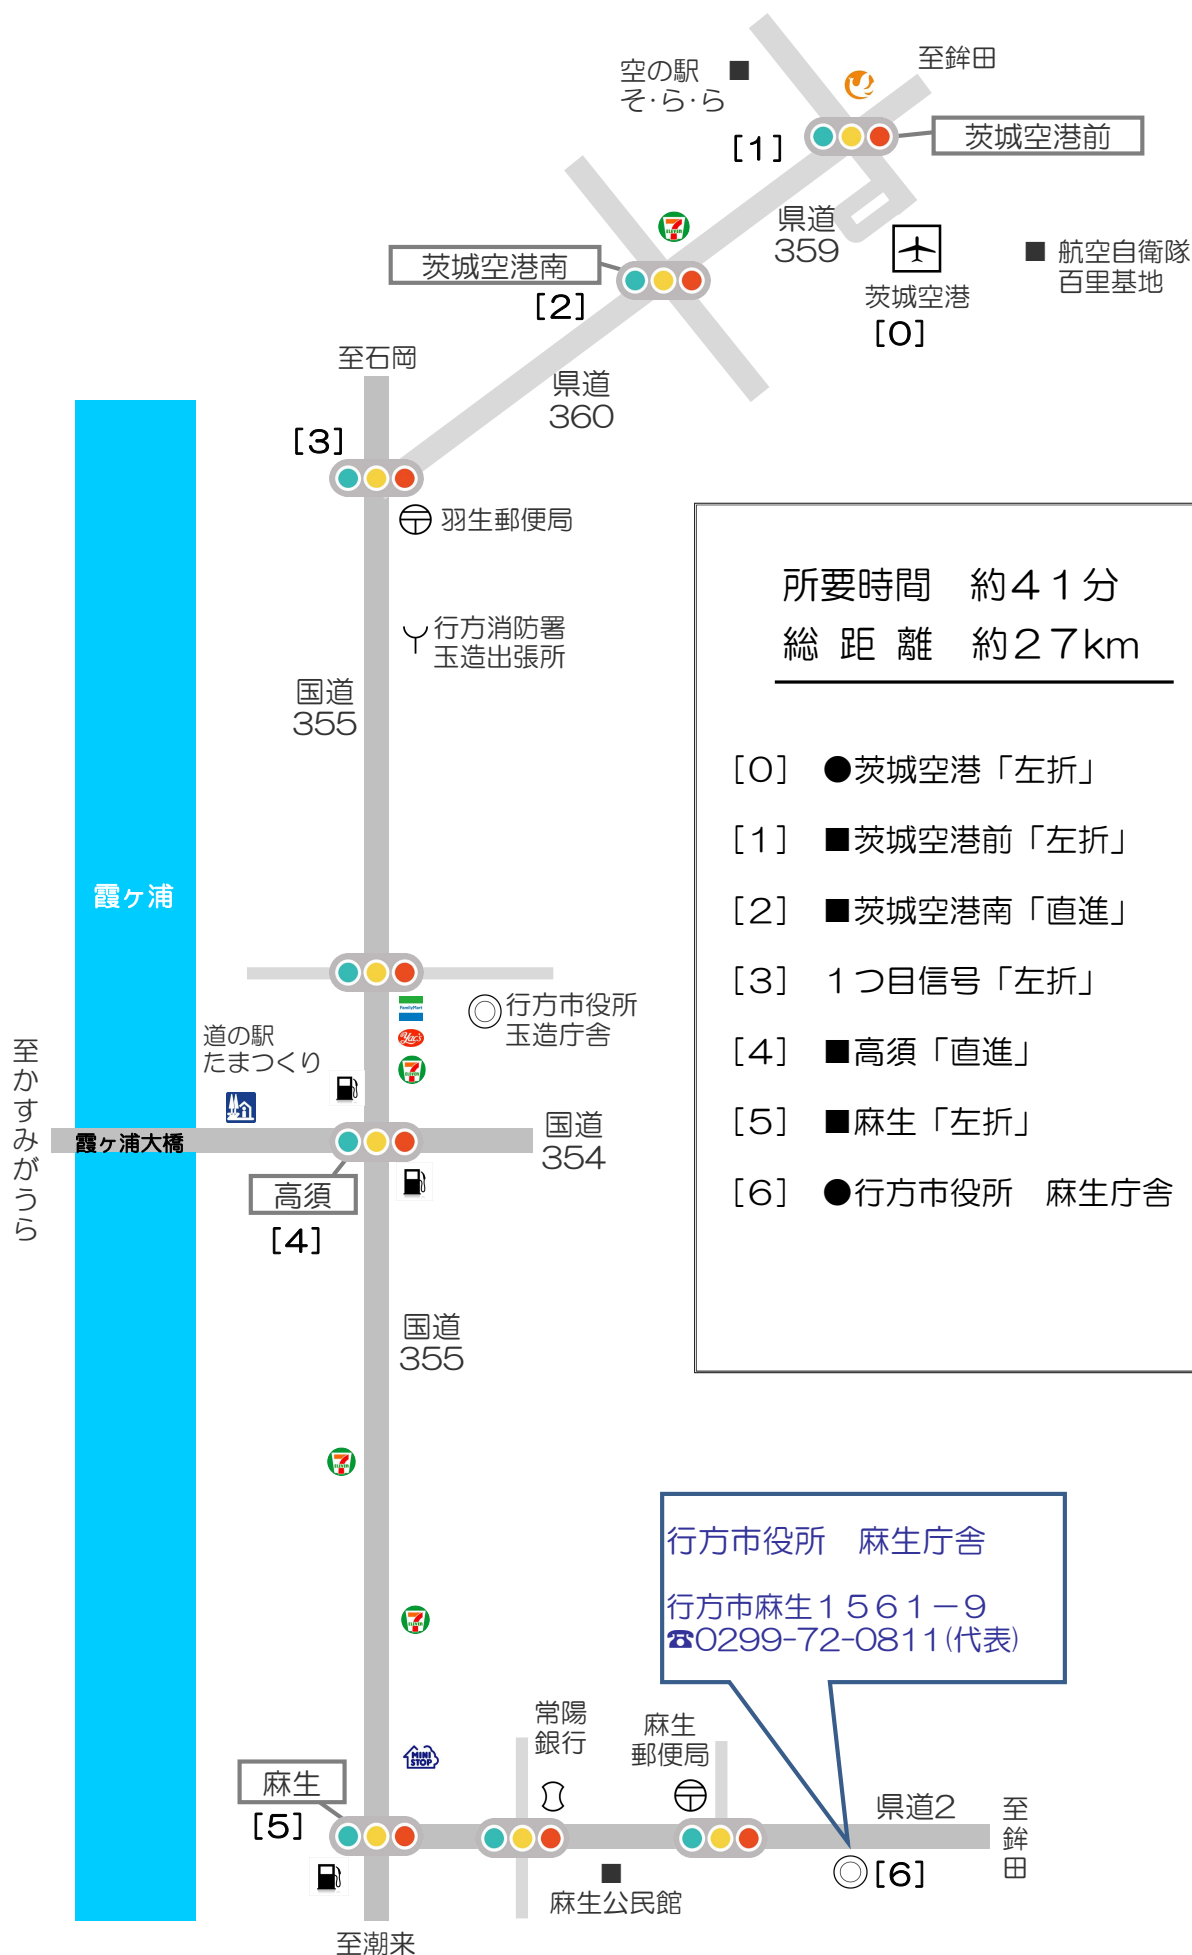 空の駅 ■
そ・ら・ら
至鉾田
[1]
茨城空港前
県道
359
茨城空港
[0]
■ 航空自衛隊
百里基地
茨城空港南
[2]
至石岡
県道
360
[3]
羽生郵便局
行方消防署
玉造出張所
国道
355
所要時間　約41分
総 距 離　約27km
[0]　●茨城空港「左折」
[1]　■茨城空港前「左折」
[2]　■茨城空港南「直進」
[3]　1つ目信号「左折」
[4]　■高須「直進」
[5]　■麻生「左折」
[6]　●行方市役所　麻生庁舎
霞ヶ浦
行方市役所
玉造庁舎
FamilyMart
Yac's
ELEVEN
道の駅
たまつくり
至かすみがうら
霞ヶ浦大橋
国道
354
高須
[4]
国道
355
行方市役所　麻生庁舎
行方市麻生1561－9
☎0299-72-0811(代表)
MINI
STOP
常陽
銀行
麻生
郵便局
麻生
[5]
県道2
至鉾田
[6]
■
麻生公民館
至潮来